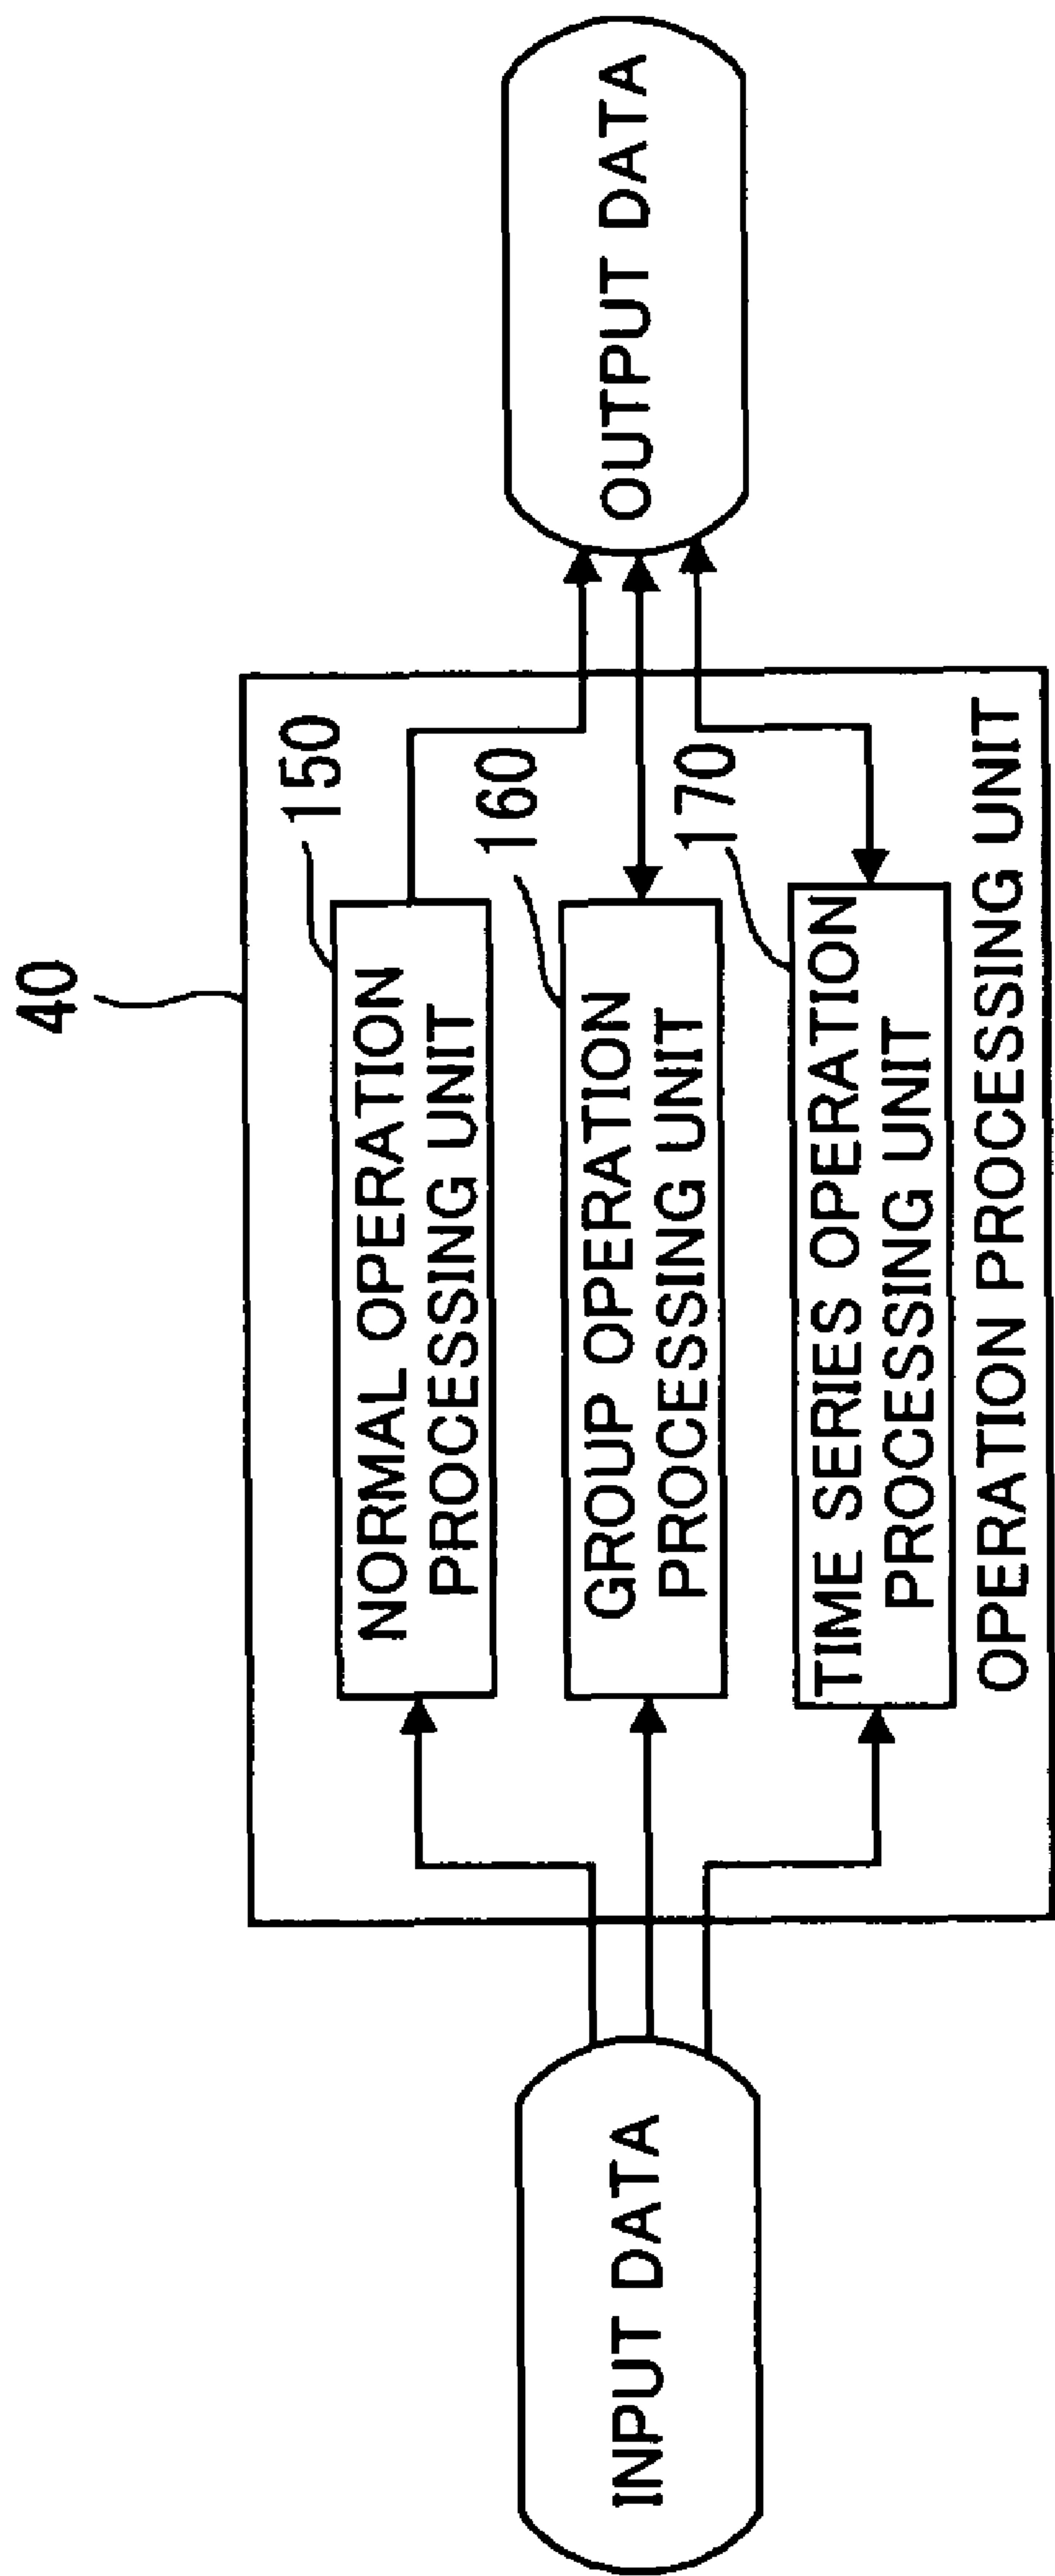 40
INPUT DATA
150
NORMAL OPERATION
PROCESSING UNIT
160
GROUP OPERATION
PROCESSING UNIT
170
TIME SERIES OPERATION
PROCESSING UNIT
OPERATION PROCESSING UNIT
OUTPUT DATA